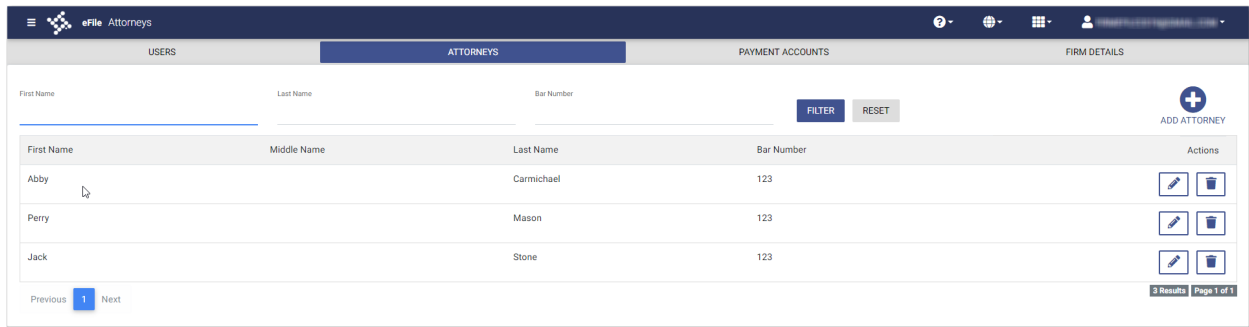 eFile Attorneys
USERS ATTORNEYS PAYMENT ACCOUNTS FIRM DETAILS
First Name Last Name Bar Number
FILTER RESET
ADD ATTORNEY
First Name Middle Name Last Name Bar Number Actions
Abby Carmichael 123
Perry Mason 123
Jack Stone 123
3 Results Page 1 of 1
Previous 1 Next